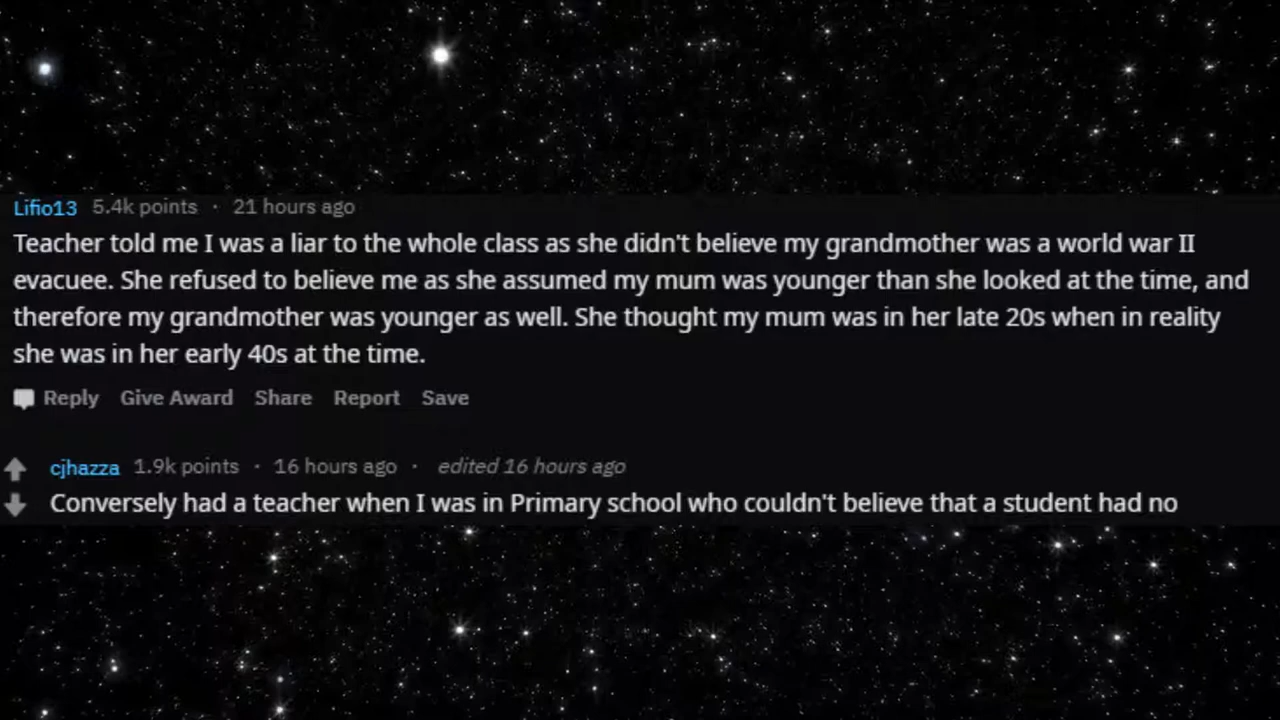 Lifio13 5.4k points · 21 hours ago
Teacher told me I was a liar to the whole class as she didn't believe my grandmother was a world war II
evacuee. She refused to believe me as she assumed my mum was younger than she looked at the time, and
therefore my grandmother was younger as well. She thought my mum was in her late 20s when in reality
she was in her early 40s at the time.
Reply Give Award Share Report Save
cjhazza 1.9k points · 16 hours ago · edited 16 hours ago
Conversely had a teacher when I was in Primary school who couldn't believe that a student had no